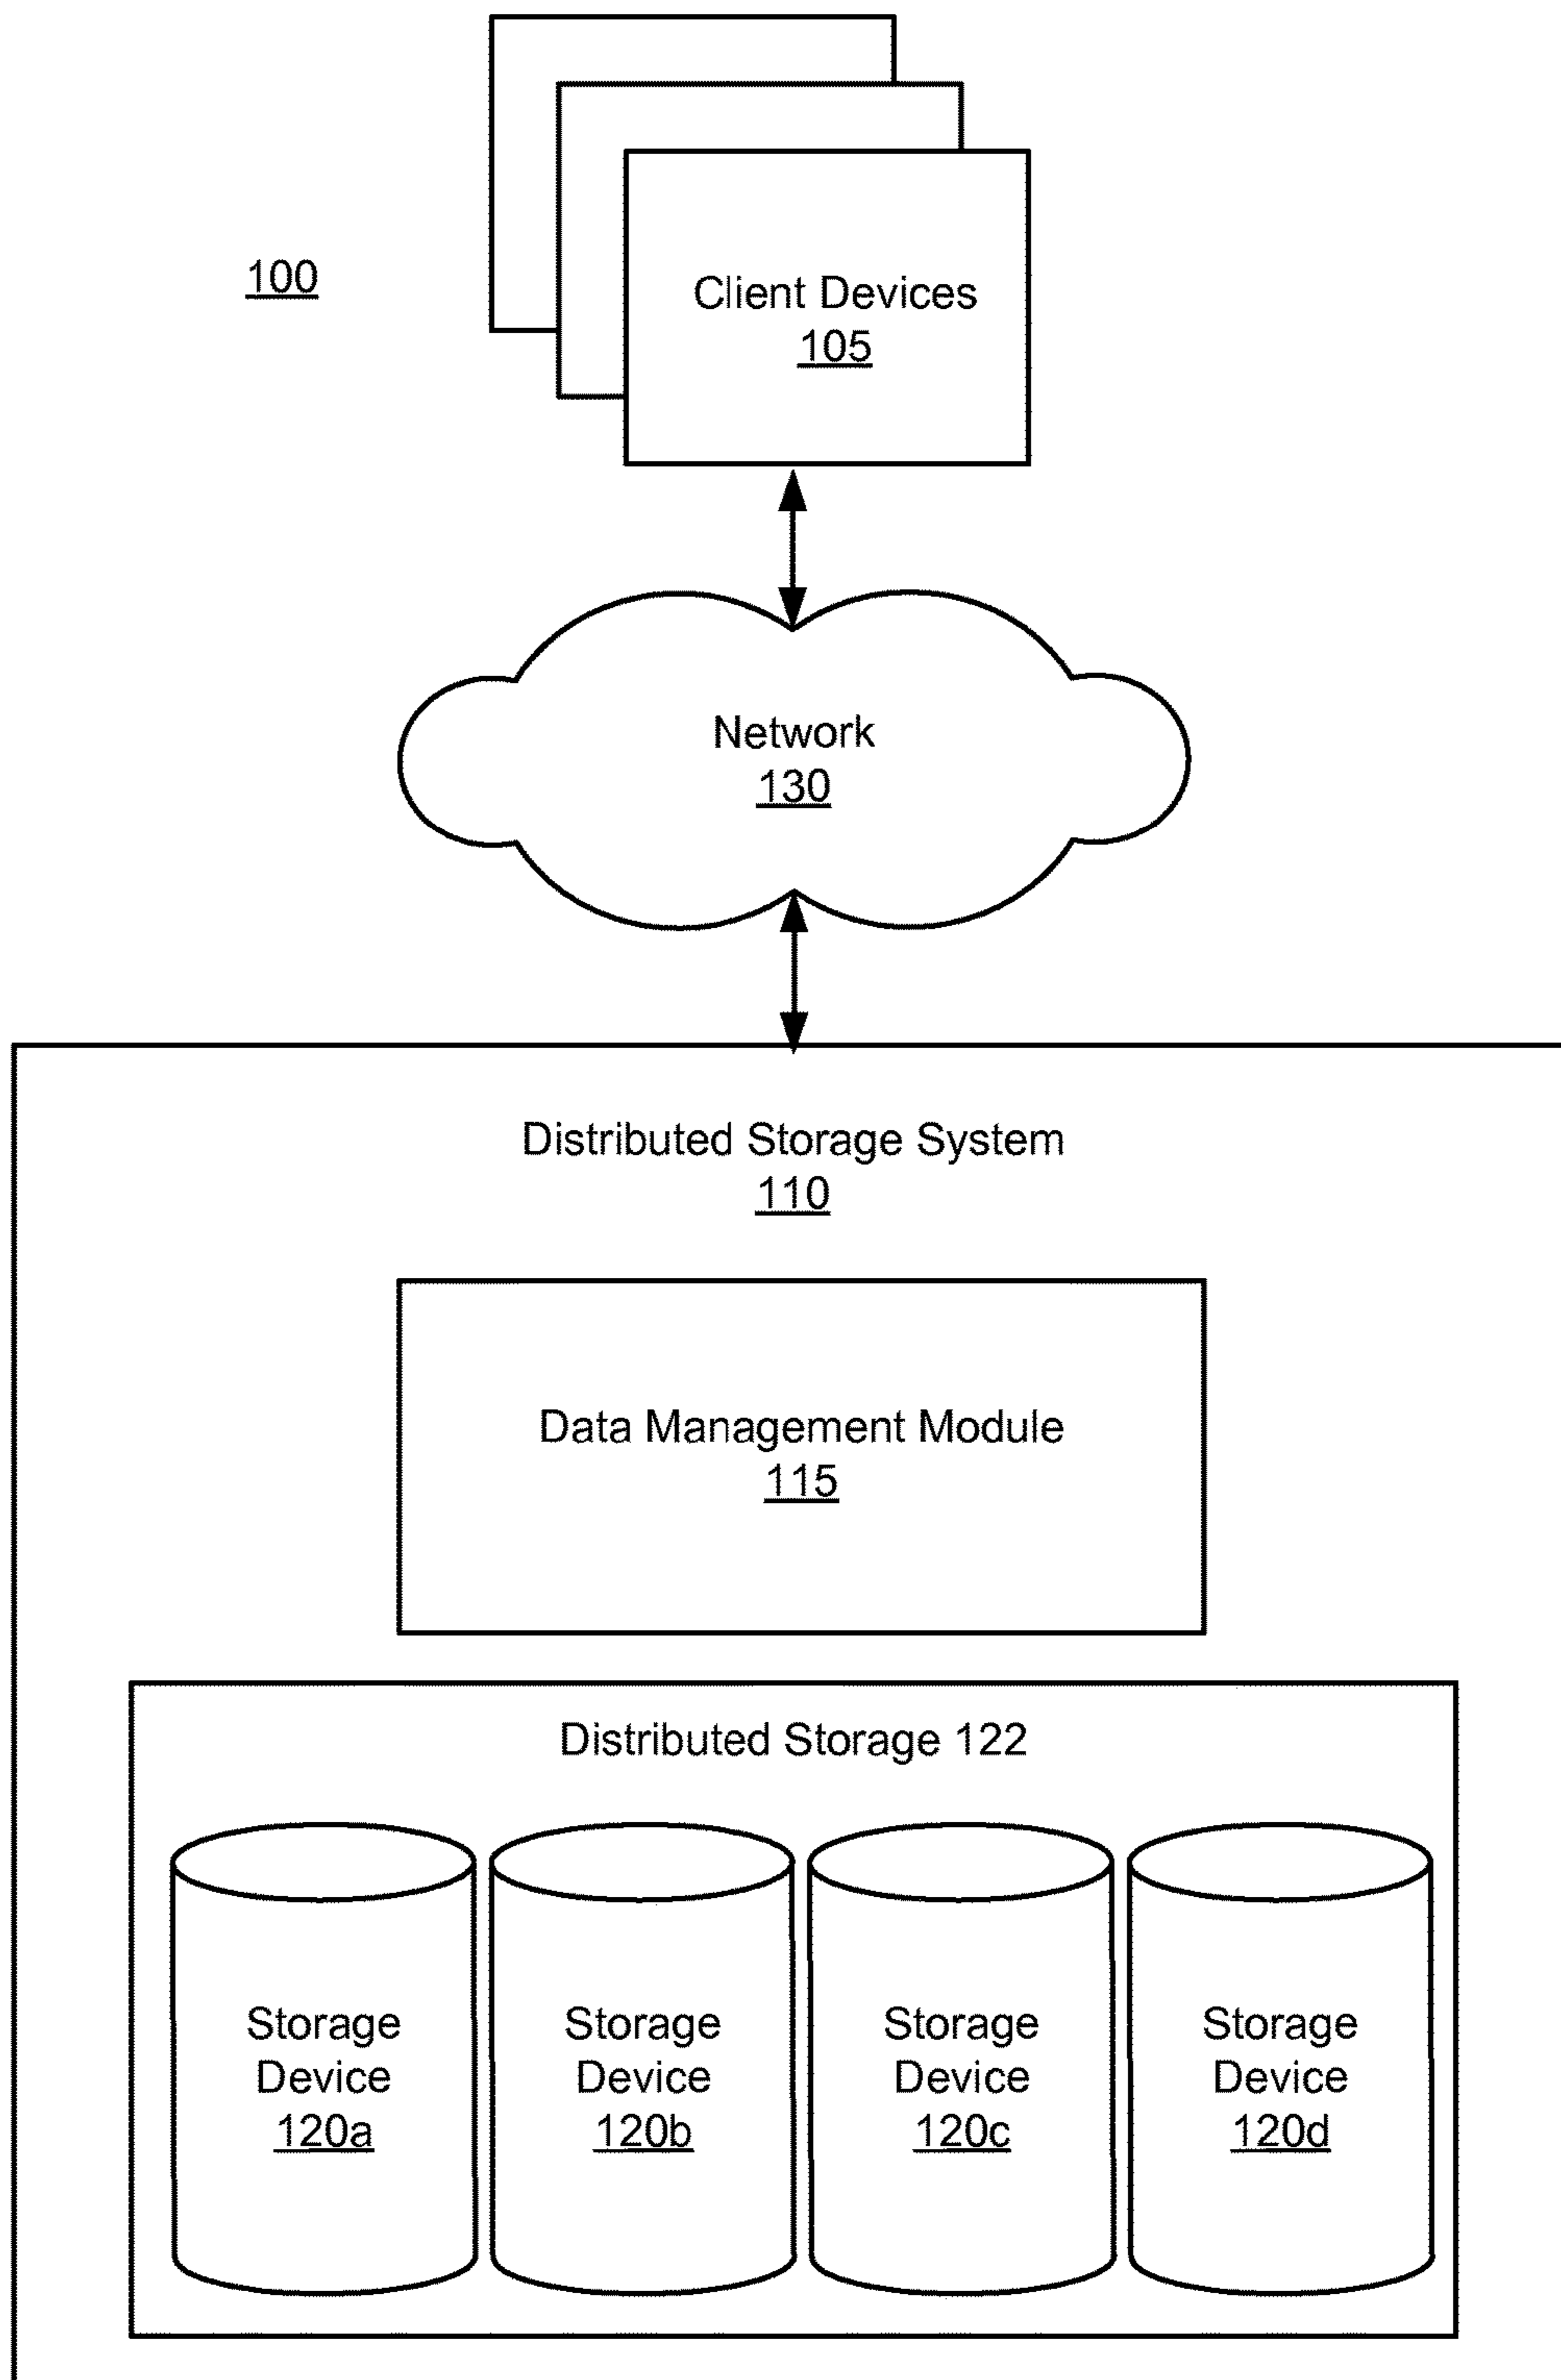 100
Client Devices
105
Network
130
Distributed Storage System
110
Data Management Module
115
Distributed Storage 122
Storage
Device
120a
Storage
Device
120b
Storage
Device
120c
Storage
Device
120d